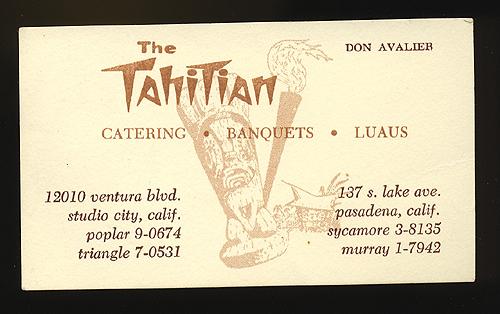 The
DON AVALIER
TAHITIAN
CATERING • BANQUETS • LUAUS
12010 ventura blvd.
studio city, calif.
poplar 9-0674
triangle 7-0531
137 s. lake ave.
pasadena, calif.
sycamore 3-8135
murray 1-7942